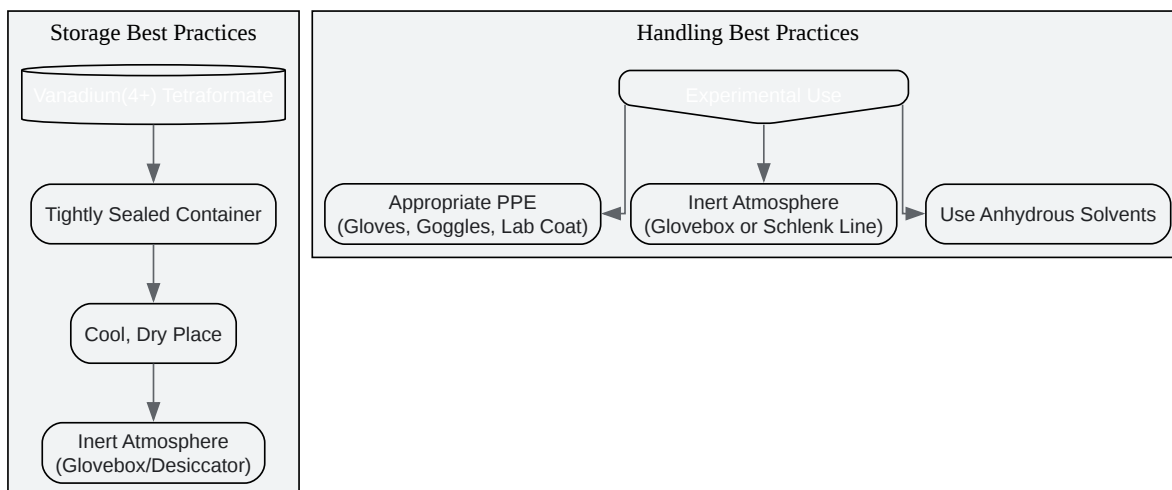 Storage Best Practices
Vanadium(4+) Tetraformate
Tightly Sealed Container
Cool, Dry Place
Inert Atmosphere
(Glovebox/Desiccator)
Handling Best Practices
Experimental Use
Appropriate PPE
(Gloves, Goggles, Lab Coat)
Inert Atmosphere
(Glovebox or Schlenk Line)
Use Anhydrous Solvents